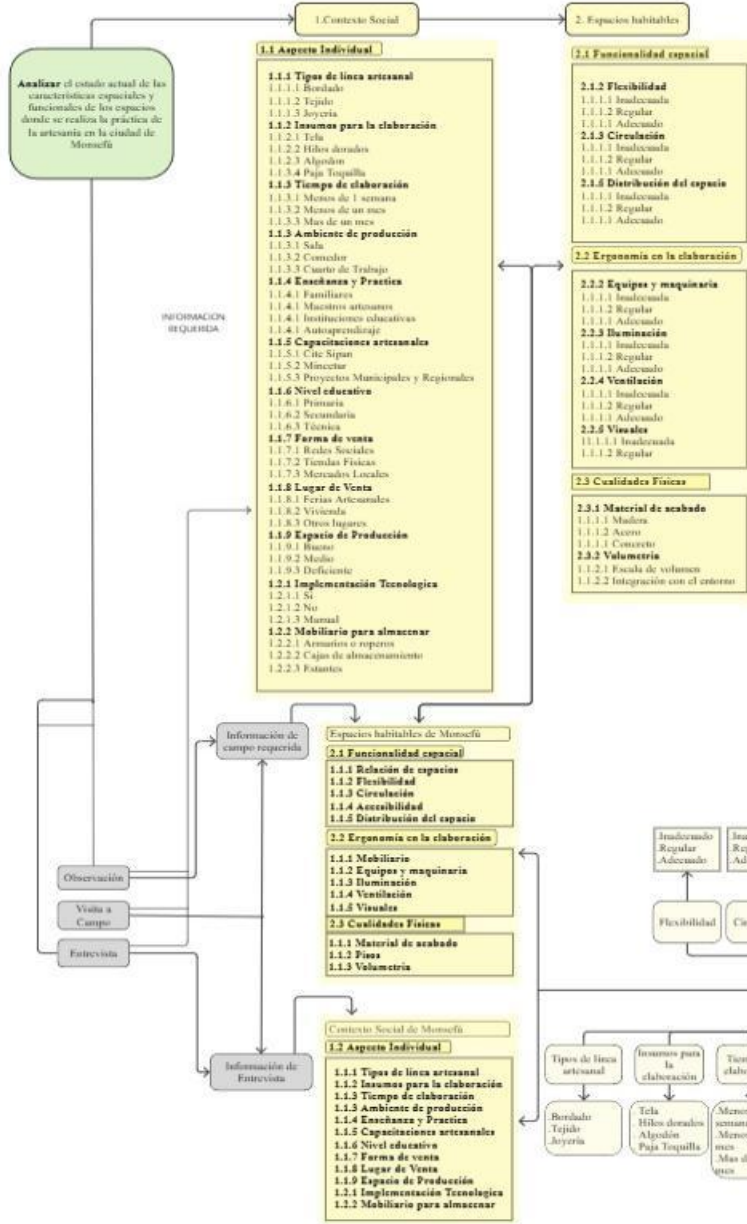 1.Contexto Social
2. Espacios habitables
Analizar el estado actual de las
características espaciales y
funcionales de los espacios
donde se realiza la práctica de
la artesanía en la ciudad de
Monsefú
INFORMACION
REQUERIDA
1.1 Aspecto Individual
1.1.1 Tipos de línea artesanal
1.1.1.1 Bordado
1.1.1.2 Tejido
1.1.1.3 Joyería
1.1.2 Insumos para la elaboración
1.1.2.1 Tela
1.1.2.2 Hilos dorados
1.1.2.3 Algodon
1.1.3.4 Paja Toquilla
1.1.3 Tiempo de elaboración
1.1.3.1 Menos de 1 semana
1.1.3.2 Menos de un mes
1.1.3.3 Mas de un mes
1.1.3 Ambiente de producción
1.1.3.1 Sala
1.1.3.2 Comedor
1.1.3.3 Cuarto de Trabajo
1.1.4 Enseñanza y Practica
1.1.4.1 Familiares
1.1.4.1 Maestros artesanos
1.1.4.1 Instituciones educativas
1.1.4.1 Autoaprendizaje
1.1.5 Capacitaciones artesanales
1.1.5.1 Cite Sipan
1.1.5.2 Mincetur
1.1.5.3 Proyectos Municipales y Regionales
1.1.6 Nivel educativo
1.1.6.1 Primaria
1.1.6.2 Secundaria
1.1.6.3 Técnica
1.1.7 Forma de venta
1.1.7.1 Redes Sociales
1.1.7.2 Tiendas Físicas
1.1.7.3 Mercados Locales
1.1.8 Lugar de Venta
1.1.8.1 Ferias Artesanales
1.1.8.2 Vivienda
1.1.8.3 Otros lugares
1.1.9 Espacio de Producción
1.1.9.1 Bueno
1.1.9.2 Medio
1.1.9.3 Deficiente
1.2.1 Implementación Tecnologica
1.2.1.1 Sí
1.2.1.2 No
1.2.1.3 Manual
1.2.2 Mobiliario para almacenar
1.2.2.1 Armarios o roperos
1.2.2.2 Cajas de almacenamiento
1.2.2.3 Estantes
2.1 Funcionalidad espacial
2.1.2 Flexibilidad
1.1.1.1 Inadecuada
1.1.1.2 Regular
1.1.1.1 Adecuado
2.1.3 Circulación
1.1.1.1 Inadecuada
1.1.1.2 Regular
1.1.1.1 Adecuado
2.1.5 Distribución del espacio
1.1.1.1 Inadecuada
1.1.1.2 Regular
1.1.1.1 Adecuado
2.2 Ergonomía en la elaboración
2.2.2 Equipos y maquinaria
1.1.1.1 Inadecuada
1.1.1.2 Regular
1.1.1.1 Adecuado
2.2.3 Iluminación
1.1.1.1 Inadecuada
1.1.1.2 Regular
1.1.1.1 Adecuado
2.2.4 Ventilación
1.1.1.1 Inadecuada
1.1.1.2 Regular
1.1.1.1 Adecuado
2.2.5 Visuales
11.1.1.1 Inadecuada
1.1.1.2 Regular
2.3 Cualidades Físicas
2.3.1 Material de acabado
1.1.1.1 Madera
1.1.1.2 Acero
1.1.1.1 Concreto
2.3.2 Volumetria
1.1.2.1 Escala de volumen
1.1.2.2 Integración con el entorno
Información de
campo requerida
Espacios habitables de Monsefú
2.1 Funcionalidad espacial
1.1.1 Relación de espacios
1.1.2 Flexibilidad
1.1.3 Circulación
1.1.4 Accesibilidad
1.1.5 Distribución del espacio
2.2 Ergonomía en la elaboración
1.1.1 Mobiliario
1.1.2 Equipos y maquinaria
1.1.3 Iluminación
1.1.4 Ventilación
1.1.5 Visuales
2.3 Cualidades Físicas
1.1.1 Material de acabado
1.1.2 Pisos
1.1.3 Volumetria
Observación
Visita a
Campo
Entrevista
Información de
Entrevista
Contexto Social de Monsefú
1.2 Aspecto Individual
1.1.1 Tipos de línea artesanal
1.1.2 Insumos para la elaboración
1.1.3 Tiempo de elaboración
1.1.3 Ambiente de producción
1.1.4 Enseñanza y Practica
1.1.5 Capacitaciones artesanales
1.1.6 Nivel educativo
1.1.7 Forma de venta
1.1.8 Lugar de Venta
1.1.9 Espacio de Producción
1.2.1 Implementación Tecnologica
1.2.2 Mobiliario para almacenar
.Inadecuado
.Regular
.Adecuado
Flexibilidad
Tipos de línea
artesanal
Insumos para
la
elaboración
.Bordado
.Tejido
.Joyería
.Tela
. Hilos dorados
. Algodón
Paja Toquilla
.Menos
semana
.Menos
mes
.Mas d
mes